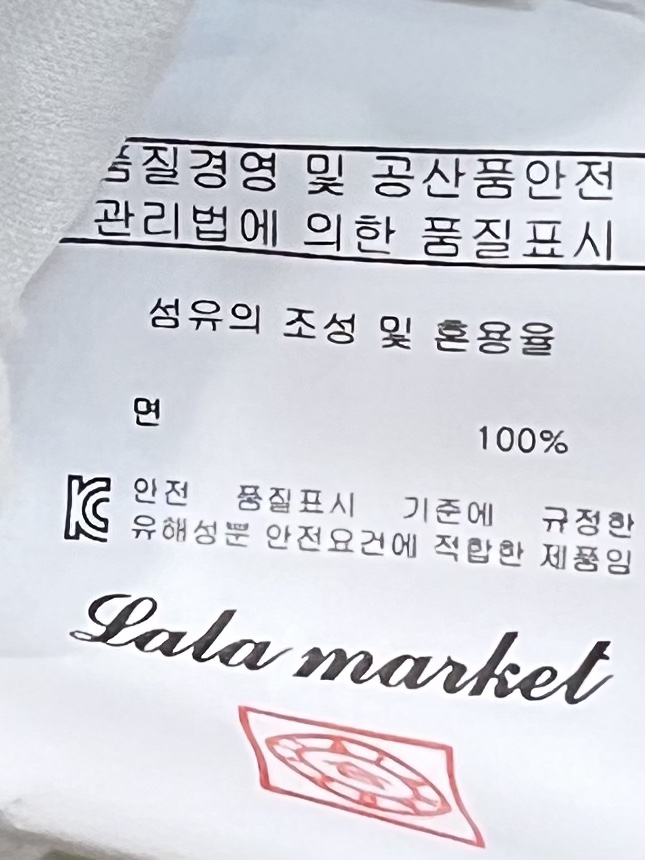 품질경영 및 공산품안전
관리법에 의한 품질표시
섬유의 조성 및 혼용율
면 100%
안전 품질표시 기준에 규정한
유해성분 안전요건에 적합한 제품임
Lala market